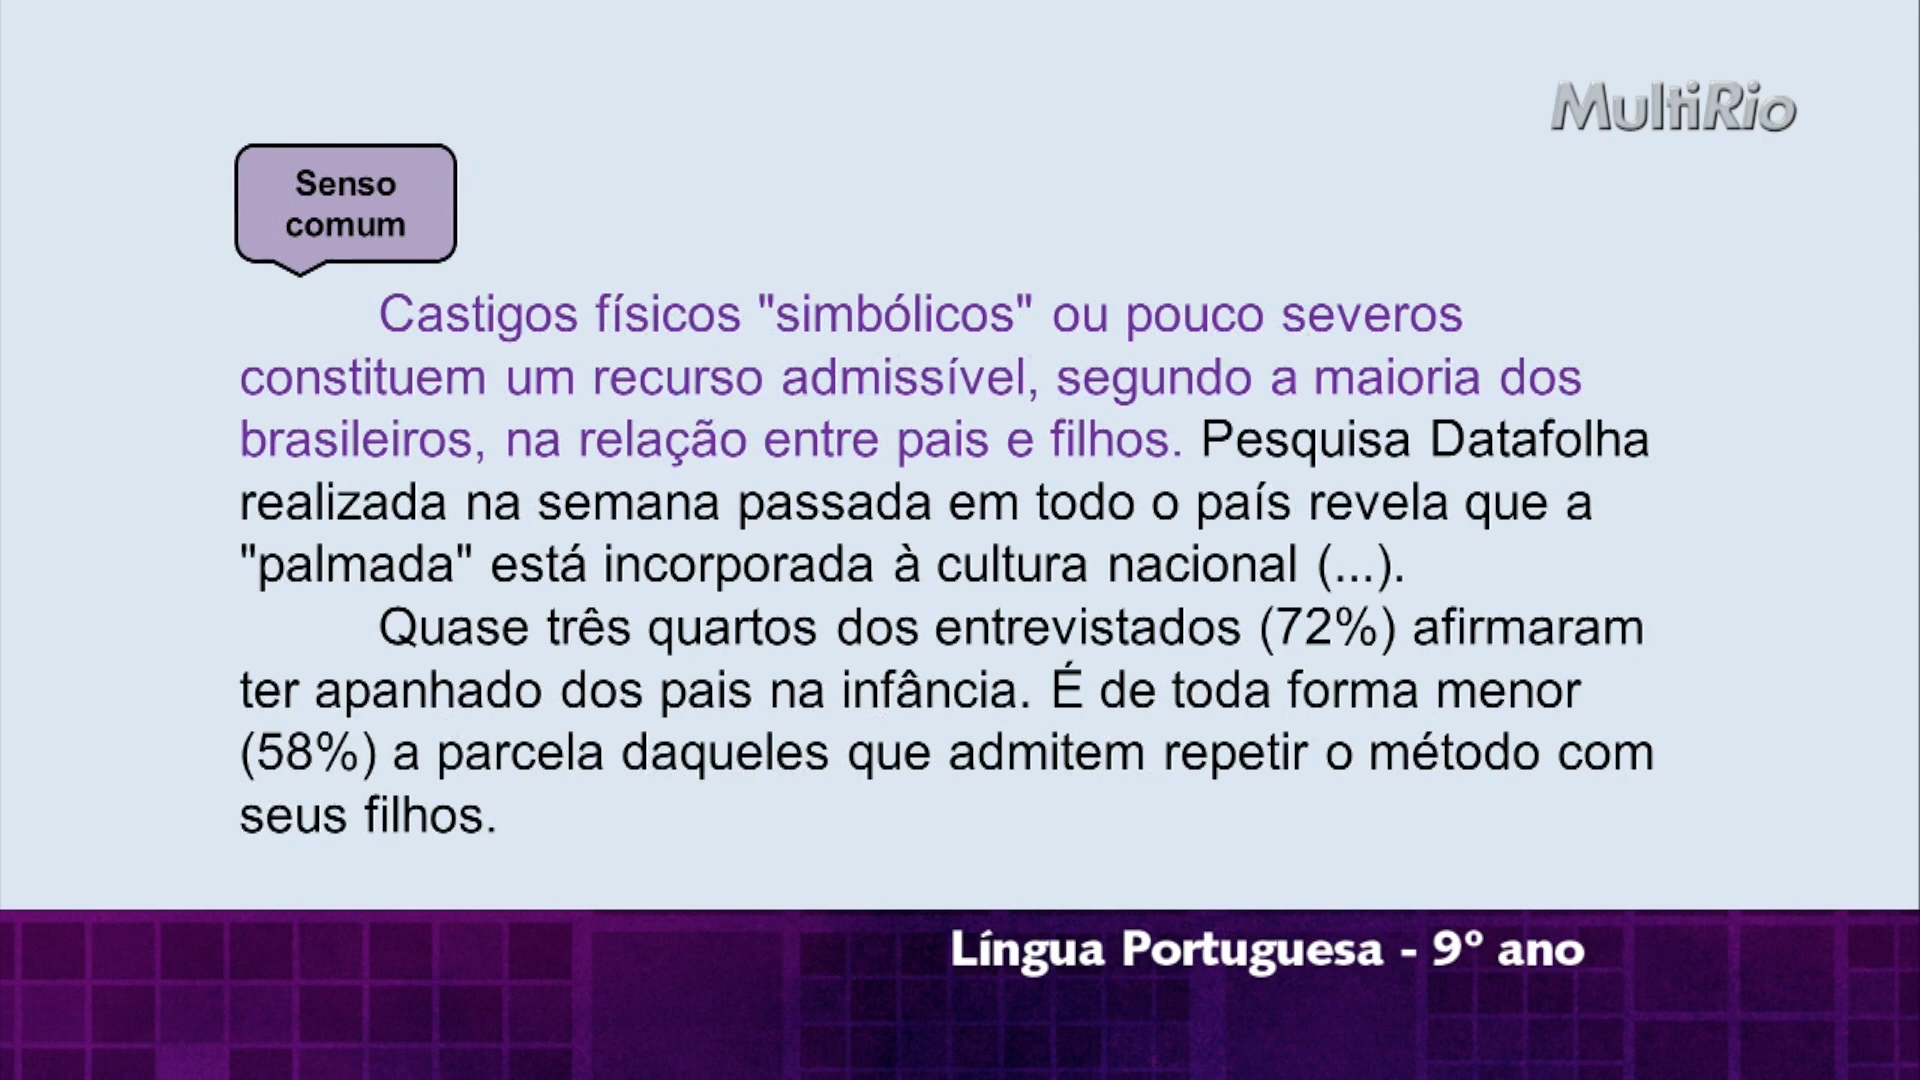 MultiRio
Senso
comum
Castigos físicos "simbólicos" ou pouco severos
constituem um recurso admissível, segundo a maioria dos
brasileiros, na relação entre pais e filhos. Pesquisa Datafolha
realizada na semana passada em todo o país revela que a
"palmada" está incorporada à cultura nacional (...).
Quase três quartos dos entrevistados (72%) afirmaram
ter apanhado dos pais na infância. É de toda forma menor
(58%) a parcela daqueles que admitem repetir o método com
seus filhos.
Língua Portuguesa - 9º ano